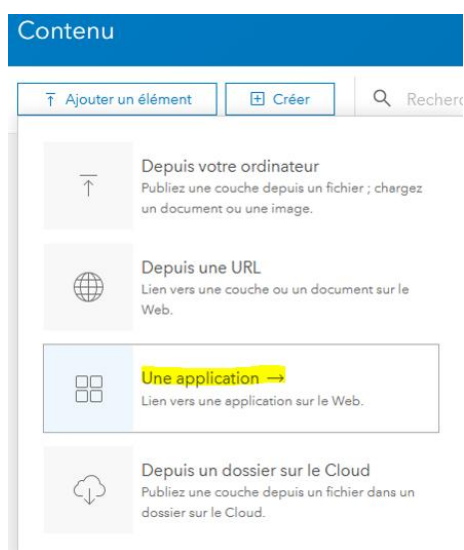 Contenu
Ajouter un élément
Créer
Recherc
Depuis votre ordinateur
Publiez une couche depuis un fichier ; chargez
un document ou une image.
Depuis une URL
Lien vers une couche ou un document sur le
Web.
Une application →
Lien vers une application sur le Web.
Depuis un dossier sur le Cloud
Publiez une couche depuis un fichier dans un
dossier sur le Cloud.